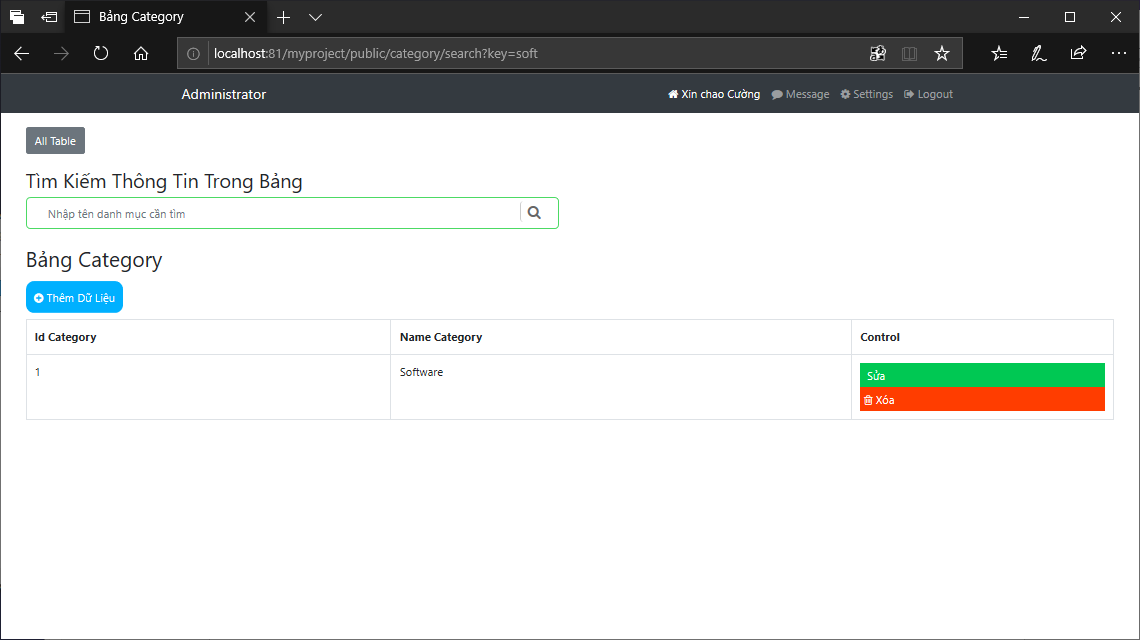 Bảng Category
localhost:81/myproject/public/category/search?key=soft
Administrator
Xin chao Cường Message Settings Logout
All Table
Tìm Kiếm Thông Tin Trong Bảng
Nhập tên danh mục cần tìm
Bảng Category
Thêm Dữ Liệu
Id Category Name Category Control
1 Software Sửa
Xóa